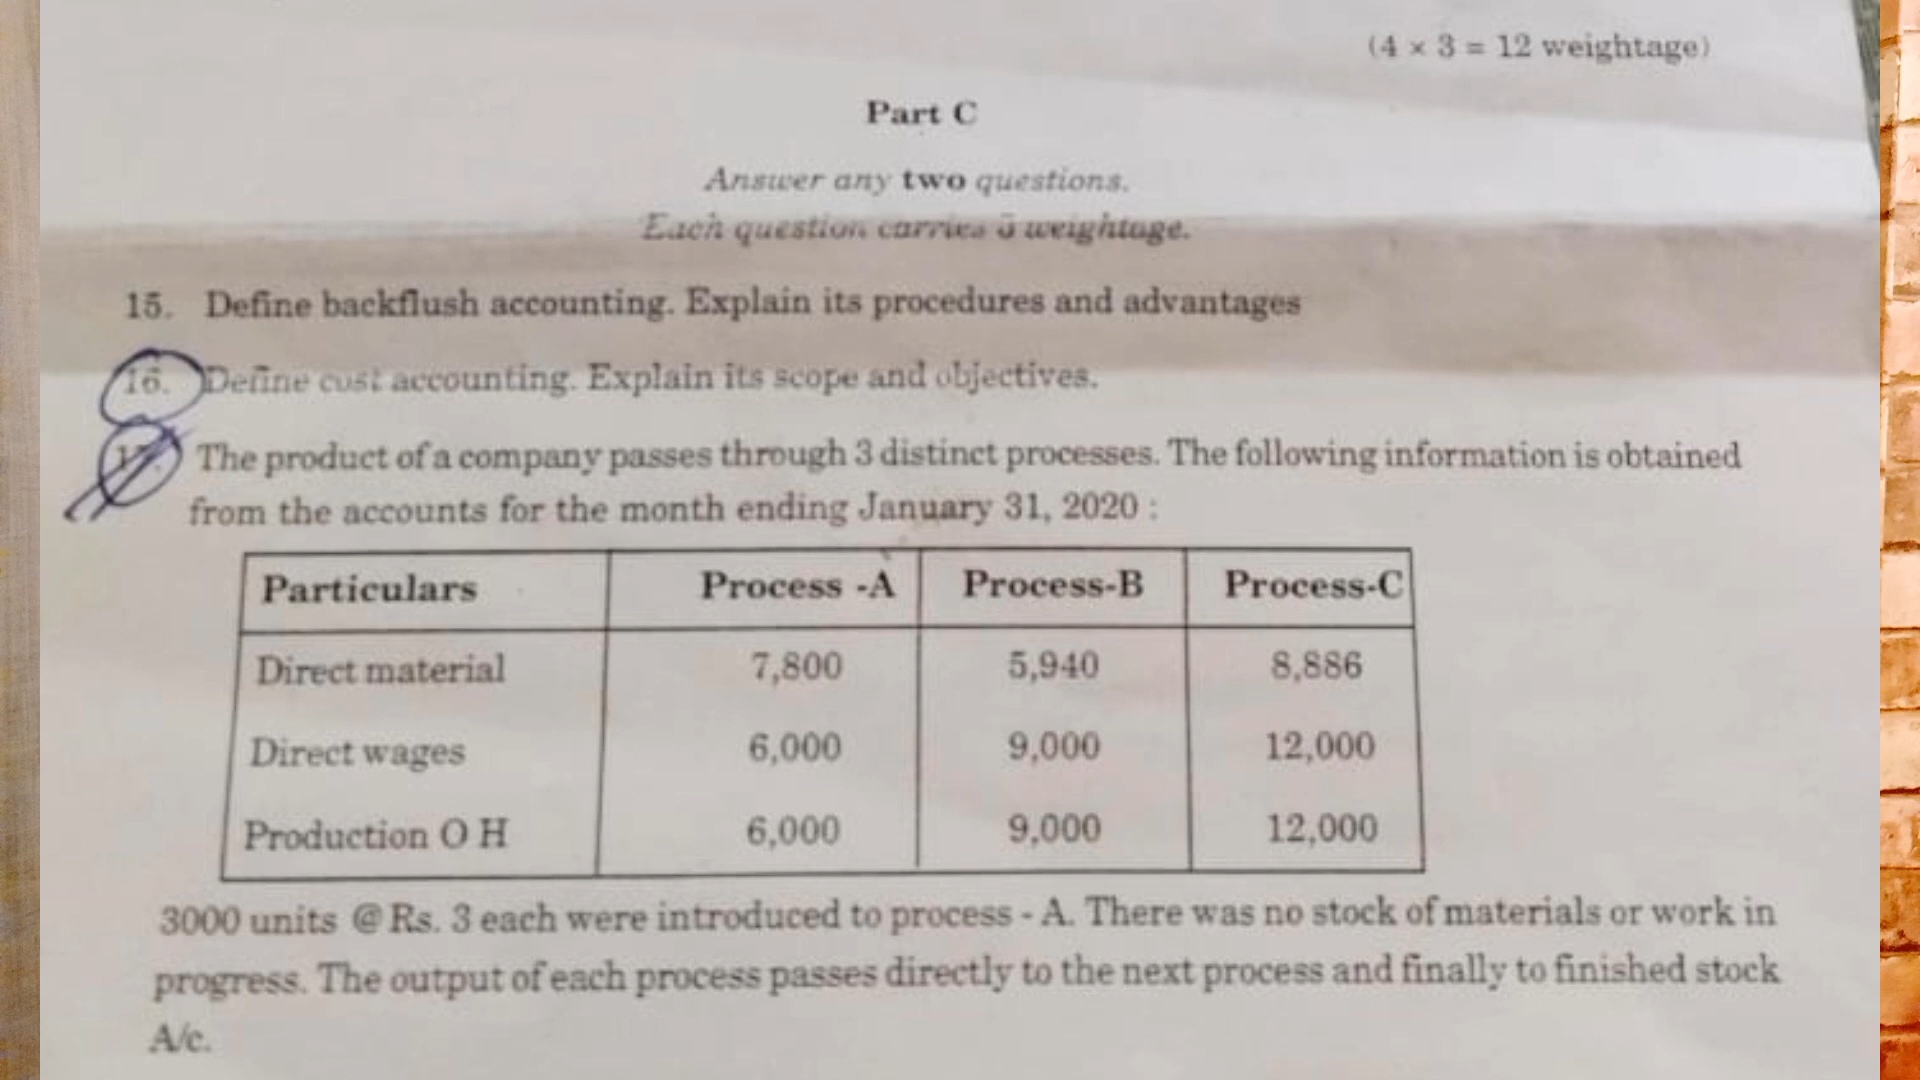 (4 × 3 = 12 weightage)
Part C
Answer any two questions.
Each question carries 5 weightage.
15. Define backflush accounting. Explain its procedures and advantages
16. Define cost accounting. Explain its scope and objectives.
17. The product of a company passes through 3 distinct processes. The following information is obtained
from the accounts for the month ending January 31, 2020 :
Particulars Process -A Process-B Process-C
Direct material 7,800 5,940 8,886
Direct wages 6,000 9,000 12,000
Production O H 6,000 9,000 12,000
3000 units @ Rs. 3 each were introduced to process - A. There was no stock of materials or work in
progress. The output of each process passes directly to the next process and finally to finished stock
A/c.